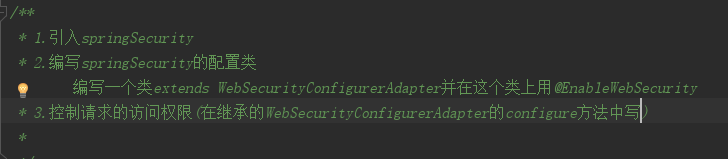 /**
* 1.引入springSecurity
* 2.编写springSecurity的配置类
编写一个类extends WebSecurityConfigurerAdapter并在这个类上用@EnableWebSecurity
* 3.控制请求的访问权限(在继承的WebSecurityConfigurerAdapter的configure方法中写)
*